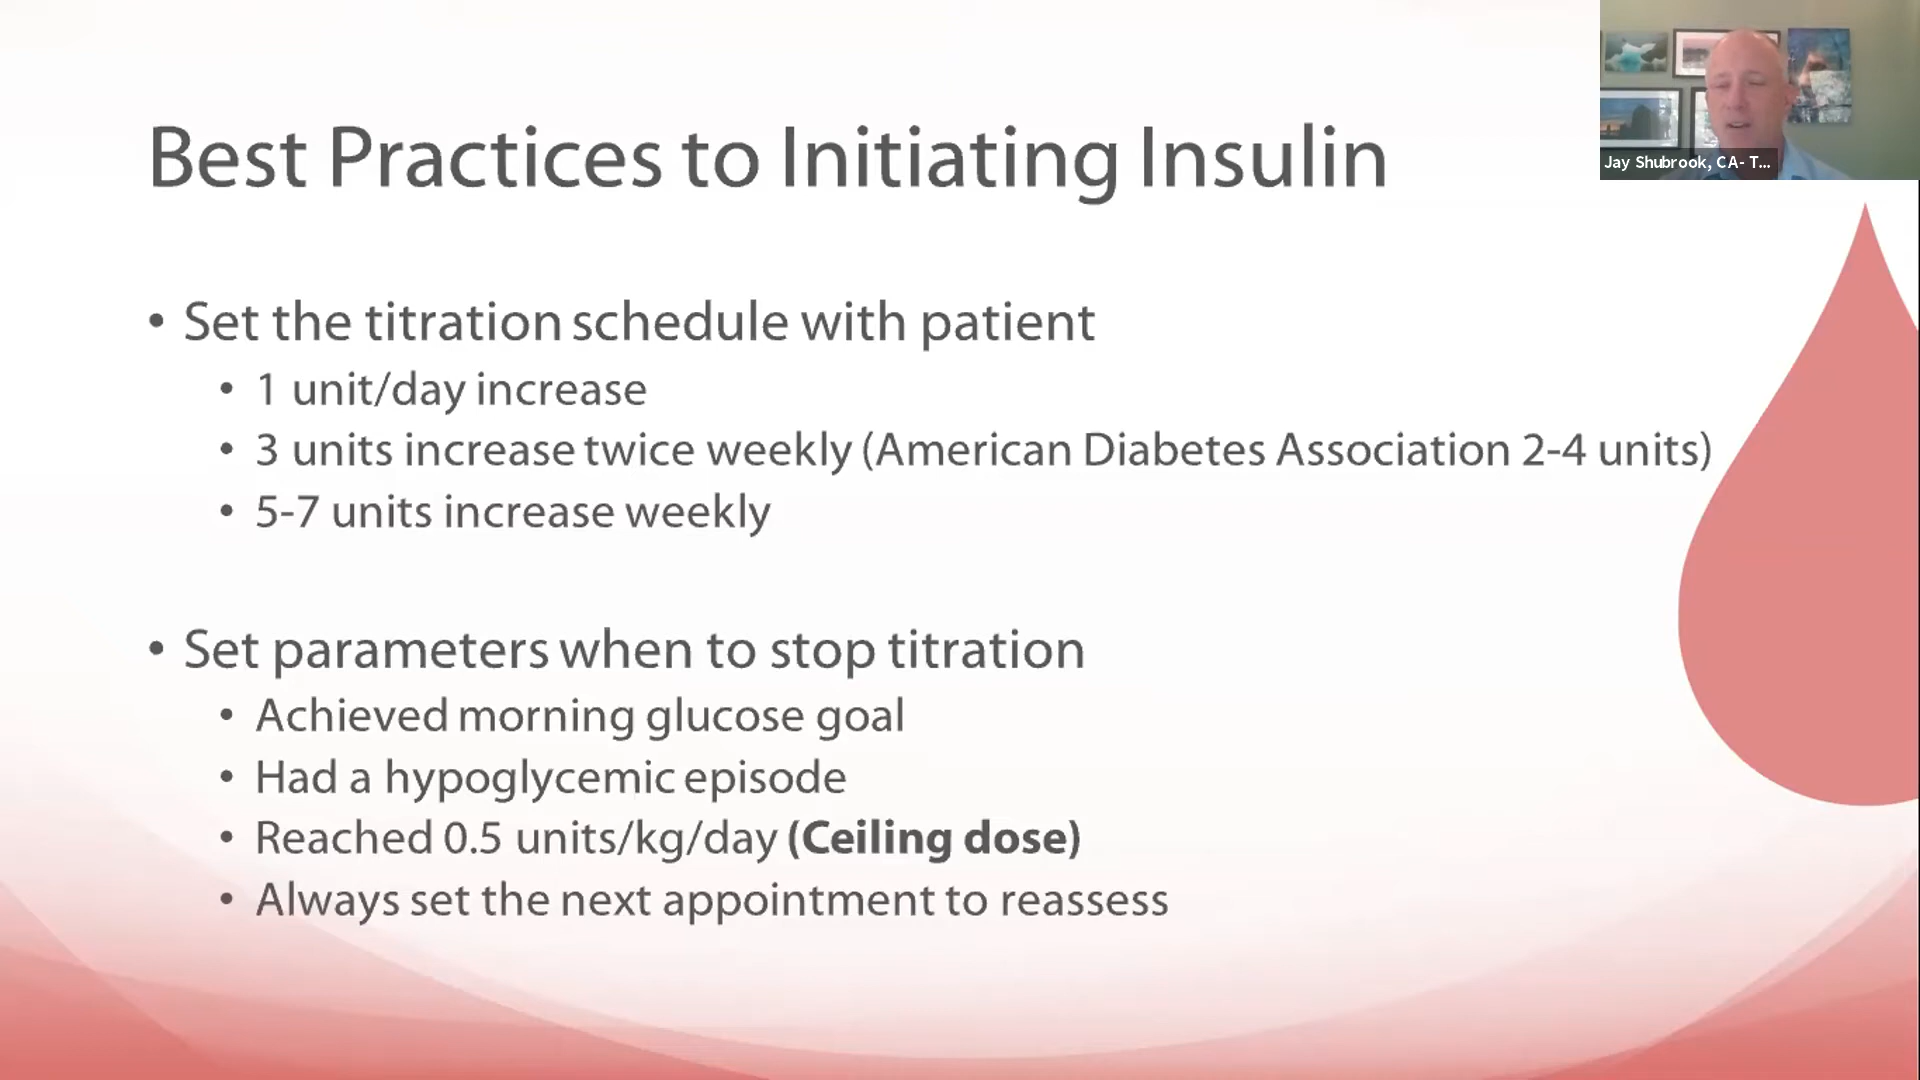 Jay Shubrook, CA- T...
Best Practices to Initiating Insulin
• Set the titration schedule with patient
• 1 unit/day increase
• 3 units increase twice weekly (American Diabetes Association 2-4 units)
• 5-7 units increase weekly
• Set parameters when to stop titration
• Achieved morning glucose goal
• Had a hypoglycemic episode
• Reached 0.5 units/kg/day (Ceiling dose)
• Always set the next appointment to reassess